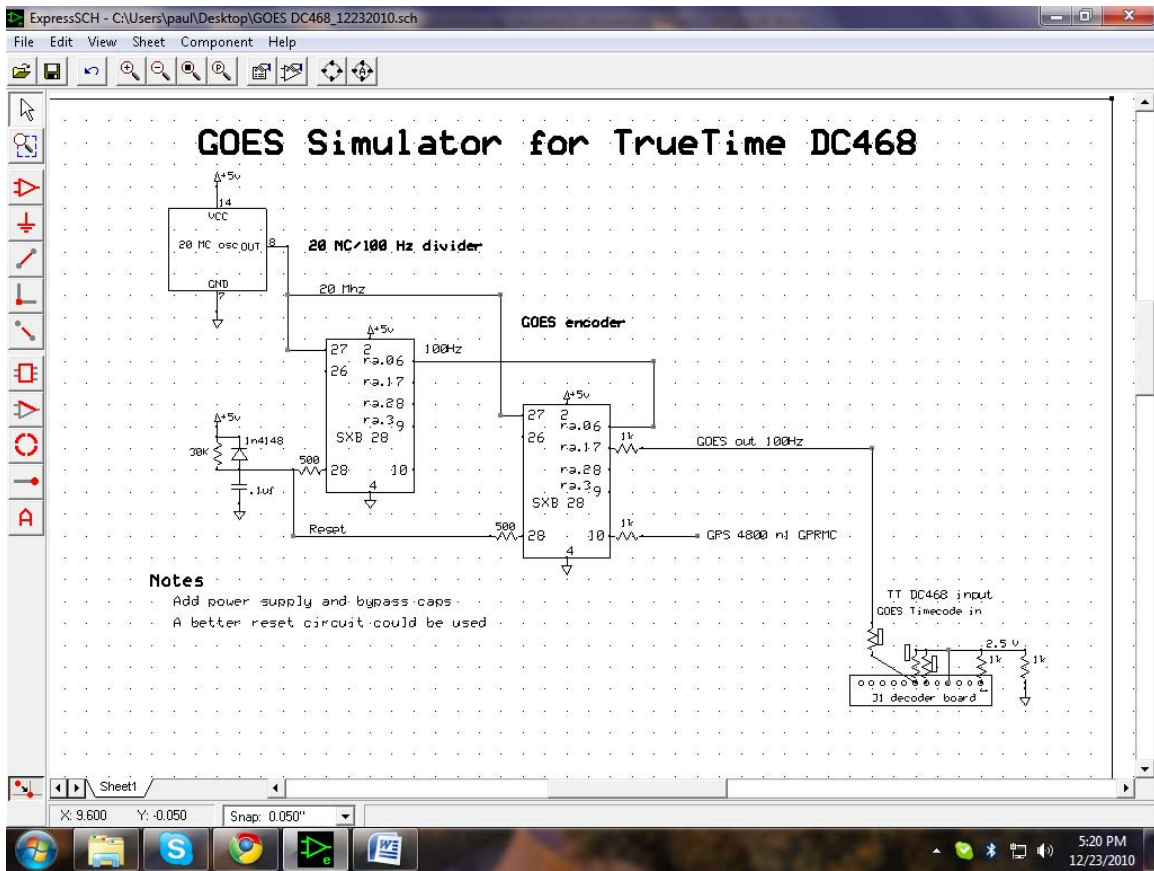 ExpressSCH - C:\Users\paul\Desktop\GOES DC468_12232010.sch
File Edit View Sheet Component Help
GOES Simulator for TrueTime DC468
+5v
14
VCC
20 MC osc OUT 8
GND
7
20 MC/100 Hz divider
20 Mhz
GOES encoder
+5v
27 2
ra.06
26
ra.17
ra.28
ra.39
SXB 28
28 10
4
100Hz
+5v
27 2
ra.06
26
ra.17
ra.28
ra.39
SXB 28
28 10
4
+5v
1n4148
30K
500
.1uf
Reset
500
1k
GOES out 100Hz
1k
GPS 4800 n1 GPRMC
Notes
Add power supply and bypass caps
A better reset circuit could be used
TT DC468 input
GOES Timecode in
2.5 V
1k
1k
J1 decoder board
Sheet1
X: 9.600 Y: -0.050 Snap: 0.050"
5:20 PM
12/23/2010